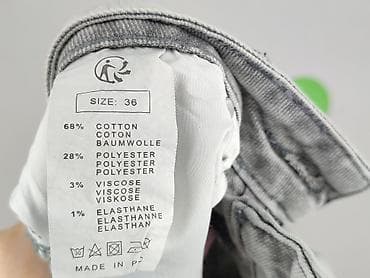 SIZE: 36
68% COTTON
COTON
BAUMWOLLE
28% POLYESTER
POLYESTER
POLYESTER
3% VISCOSE
VISCOSE
VISKOSE
1% ELASTHANE
ELASTHANNE
ELASTHAN
MADE IN